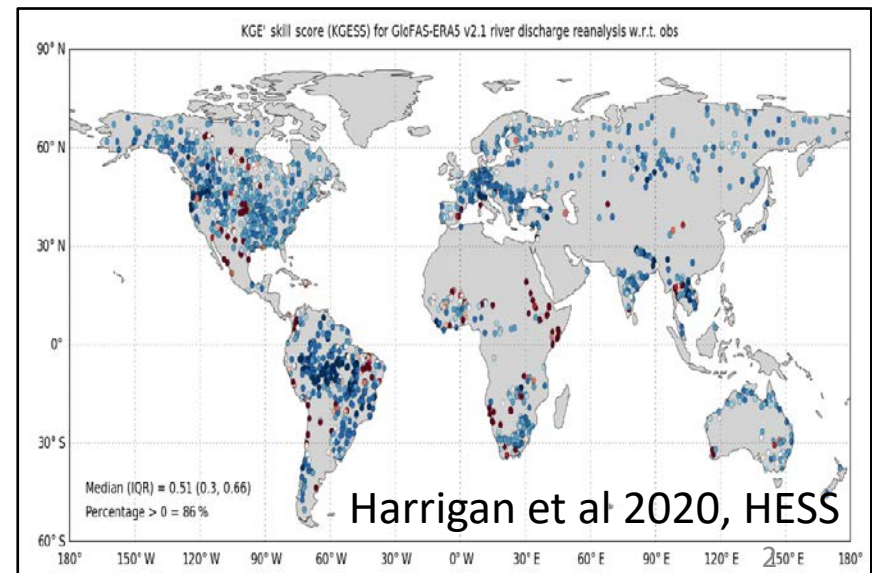 KGE' skill score (KGESS) for GloFAS-ERA5 v2.1 river discharge reanalysis w.r.t. obs
90° N
60° N
30° N
0°
30° S
60° S
Median (IQR) = 0.51 (0.3, 0.66)
Percentage > 0 = 86 %
Harrigan et al 2020, HESS
180° 150° W 120° W 90° W 60° W 30° W 0° W 30° E 60° E 90° E 120° E 150° E 180°
2